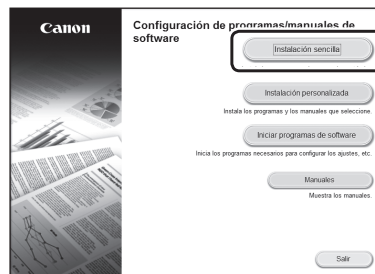 Canon
Configuración de programas/manuales de
software
Instalación sencilla
Instalación personalizada
Instala los programas y los manuales que seleccione.
Iniciar programas de software
Inicia los programas necesarios para configurar los ajustes, etc.
Manuales
Muestra los manuales.
Salir